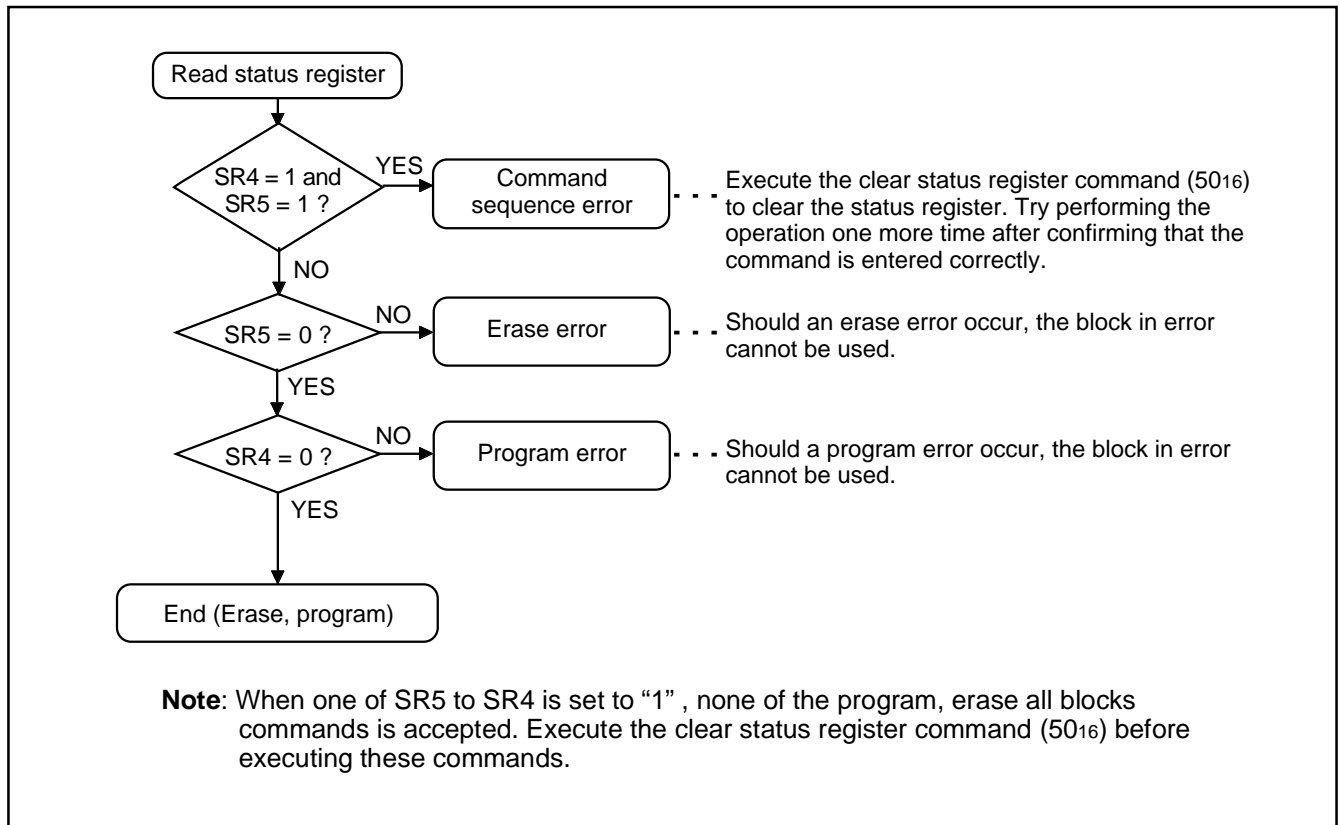 Read status register
SR4 = 1 and
SR5 = 1 ?
YES
Command
sequence error
Execute the clear status register command (5016)
to clear the status register. Try performing the
operation one more time after confirming that the
command is entered correctly.
NO
SR5 = 0 ?
NO
Erase error
Should an erase error occur, the block in error
cannot be used.
YES
SR4 = 0 ?
NO
Program error
Should a program error occur, the block in error
cannot be used.
YES
End (Erase, program)
Note: When one of SR5 to SR4 is set to “1” , none of the program, erase all blocks
commands is accepted. Execute the clear status register command (5016) before
executing these commands.